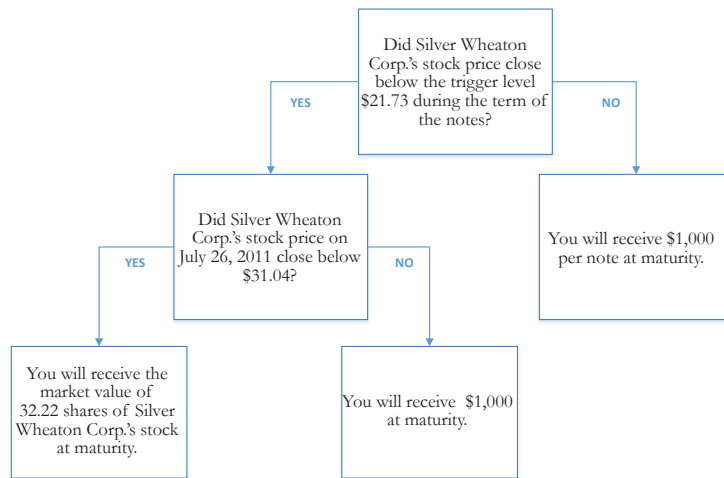 Did Silver Wheaton
Corp.'s stock price close
below the trigger level
$21.73 during the term of
the notes?
YES
NO
Did Silver Wheaton
Corp.'s stock price on
July 26, 2011 close below
$31.04?
You will receive $1,000
per note at maturity.
YES
NO
You will receive the
market value of
32.22 shares of Silver
Wheaton Corp.'s stock
at maturity.
You will receive $1,000
at maturity.